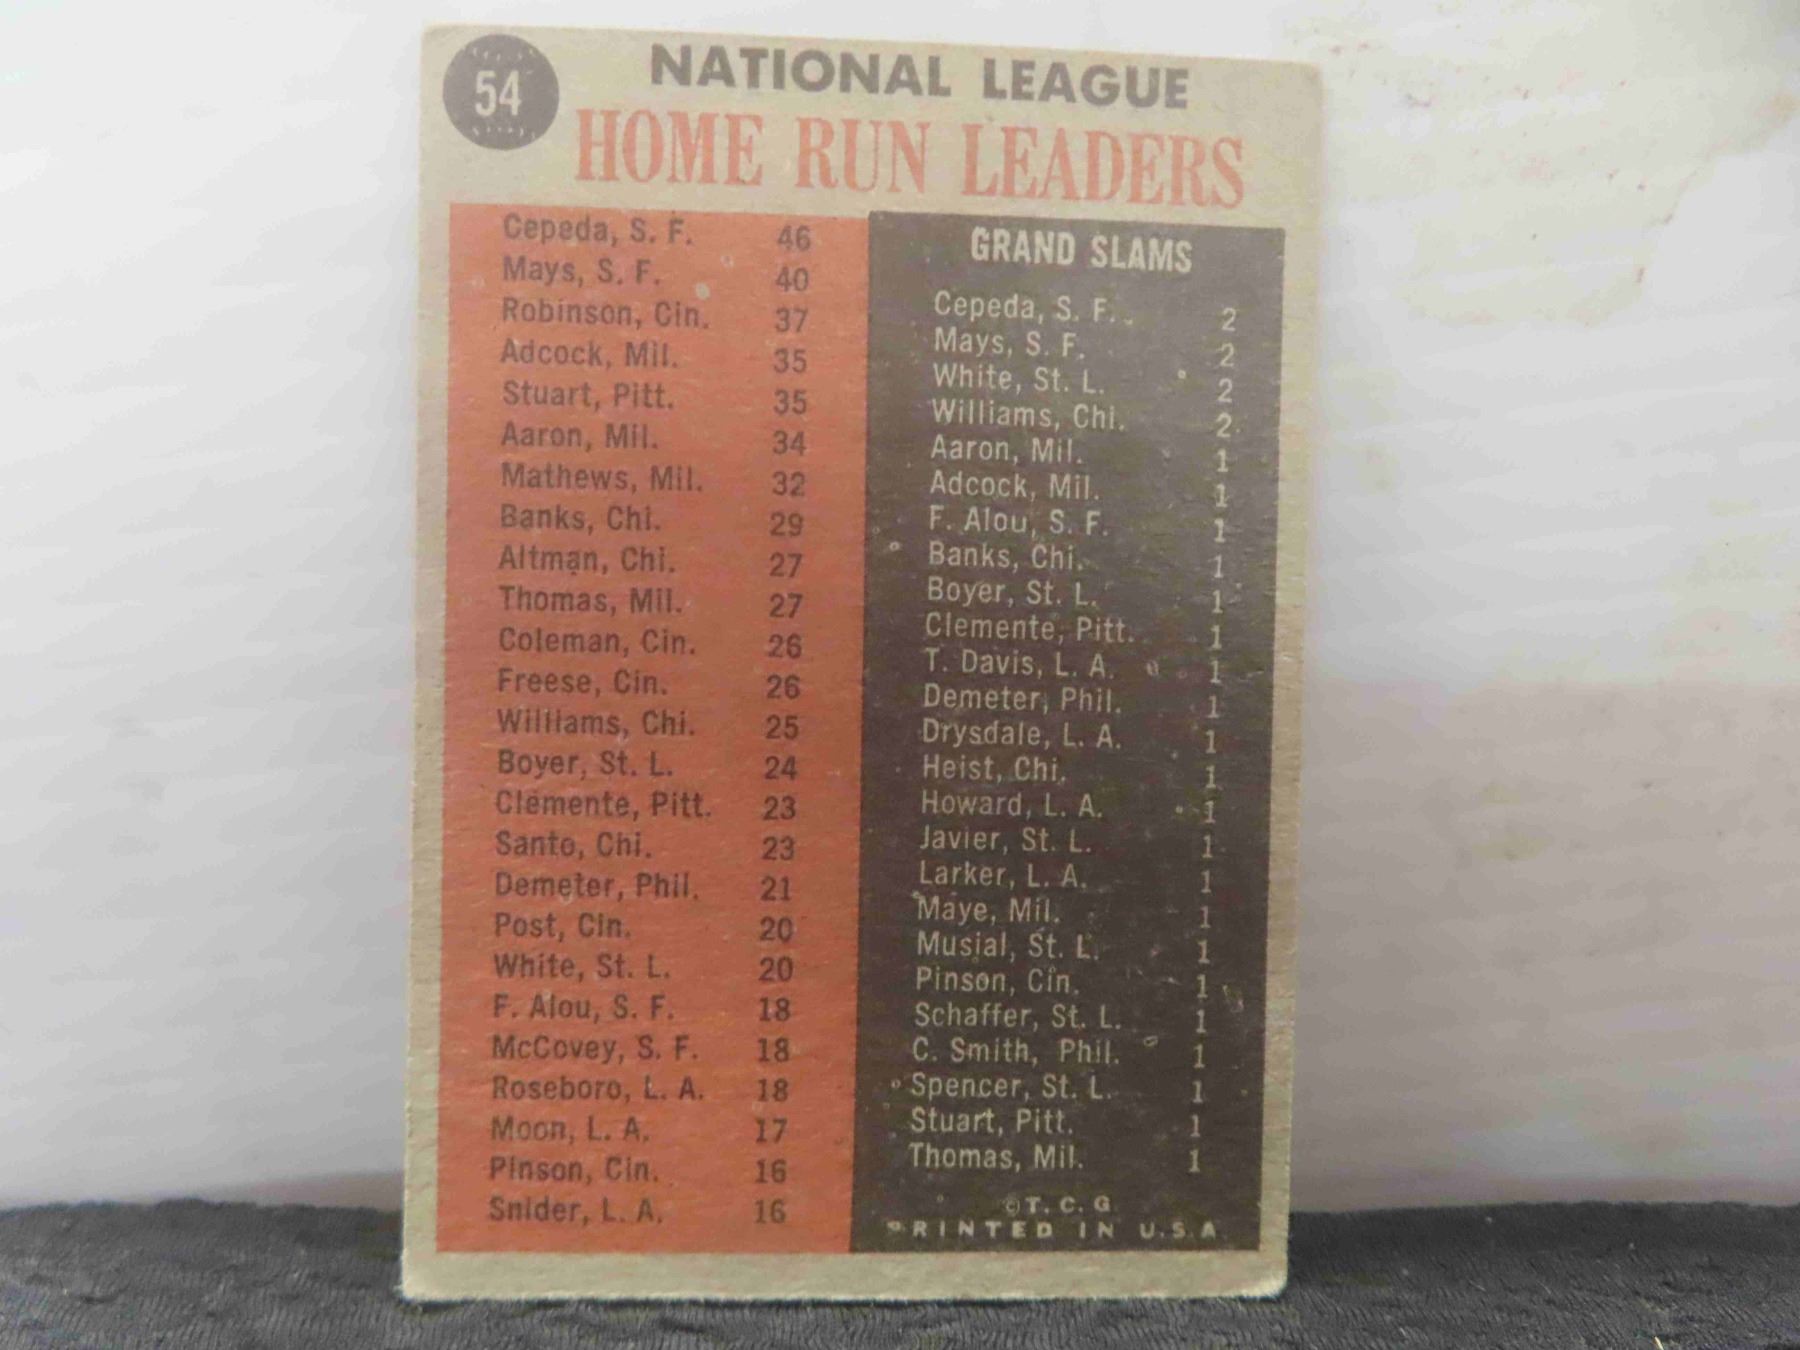 54
NATIONAL LEAGUE
HOME RUN LEADERS
Cepeda, S. F. 46
Mays, S. F. 40
Robinson, Cin. 37
Adcock, Mil. 35
Stuart, Pitt. 35
Aaron, Mil. 34
Mathews, Mil. 32
Banks, Chi. 29
Altman, Chi. 27
Thomas, Mil. 27
Coleman, Cin. 26
Freese, Cin. 26
Williams, Chi. 25
Boyer, St. L. 24
Clemente, Pitt. 23
Santo, Chi. 23
Demeter, Phil. 21
Post, Cin. 20
White, St. L. 20
F. Alou, S. F. 18
McCovey, S. F. 18
Roseboro, L. A. 18
Moon, L. A. 17
Pinson, Cin. 16
Snider, L. A. 16
GRAND SLAMS
Cepeda, S. F. 2
Mays, S. F. 2
White, St. L. 2
Williams, Chi. 2
Aaron, Mil. 1
Adcock, Mil. 1
F. Alou, S. F. 1
Banks, Chi. 1
Boyer, St. L. 1
Clemente, Pitt. 1
T. Davis, L. A. 1
Demeter, Phil. 1
Drysdale, L. A. 1
Heist, Chi. 1
Howard, L. A. 1
Javier, St. L. 1
Larker, L. A. 1
Maye, Mil. 1
Musial, St. L. 1
Pinson, Cin. 1
Schaffer, St. L. 1
C. Smith, Phil. 1
Spencer, St. L. 1
Stuart, Pitt. 1
Thomas, Mil. 1
©T. C. G.
PRINTED IN U.S.A.